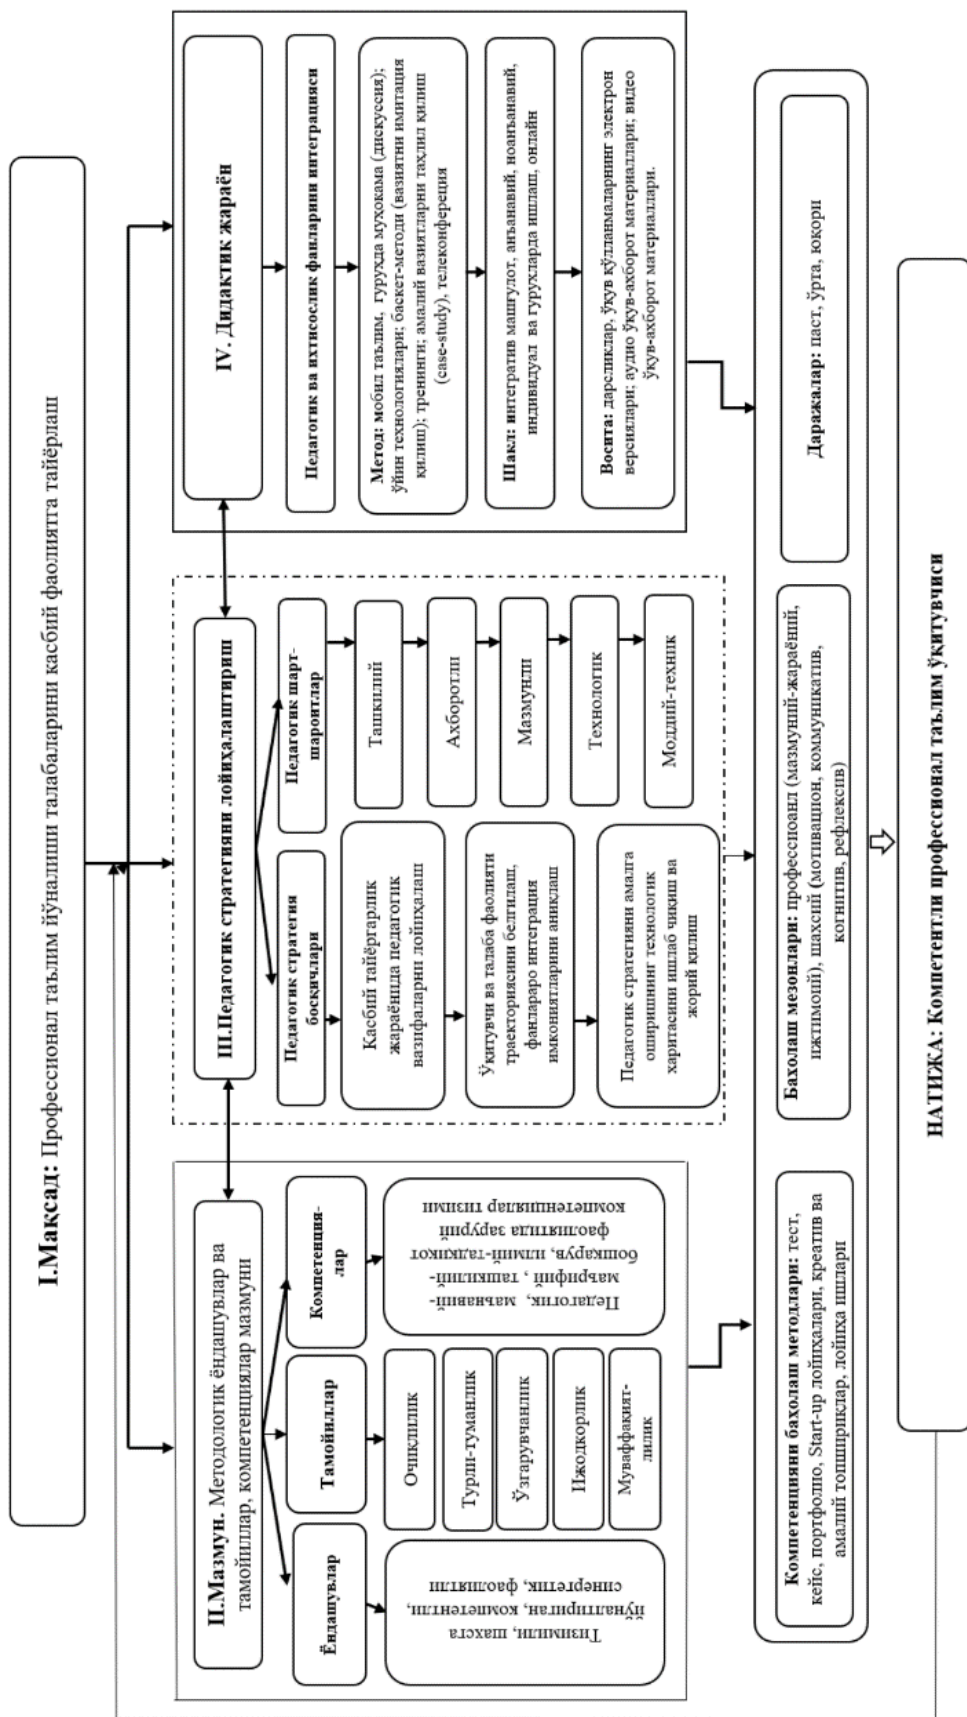 I.Мақсад: Профессионал таълим йўналиши талабаларини касбий фаолиятга тайёрлаш
II.Мазмун. Методологик ёндашувлар ва
тамойиллар, компетенциялар мазмуни
Ёндашувлар
Тизимли, шахсга
йўналтирган, компетентли,
синергетик, фаолиятли
Тамойиллар
Очиқлилик
Турли-туманлик
Ўзгарувчанлик
Ижодкорлик
Муваффақият-
лилик
Компетенция-
лар
Педагогик, маънавий-
маърифий , ташкилий-
бошқарув, илмий-тадқиқот
фаолиятида зарурий
компетенциялар тизими
III.Педагогик стратегияни лойиҳалаштириш
Педагогик стратегия
босқичлари
Касбий тайёргарлик
жараёнида педагогик
вазифаларни лойиҳалаш
Ўқитувчи ва талаба фаолияти
траекториясини белгилаш,
фанлараро интеграция
имкониятларини аниқлаш
Педагогик стратегияни амалга
оширишнинг технологик
харитасини ишлаб чиқиш ва
жорий қилиш
Педагогик шарт-
шароитлар
Ташкилий
Ахборотли
Мазмунли
Технологик
Моддий-техник
IV. Дидактик жараён
Педагогик ва ихтисослик фанларини интеграцияси
Метод: мобил таълим, гуруҳда муҳокама (дискуссия);
ўйин технологиялари; баскет-методи (вазиятни имитация
қилиш); тренинги; амалий вазиятларни таҳлил қилиш
(case-study), телеконференция
Шакл: интегратив машғулот, анъанавий, ноанъанавий,
индивидуал ва гуруҳларда ишлаш, онлайн
Восита: дарсликлар, ўқув қўлланмаларнинг электрон
версиялари; аудио ўқув-ахборот материаллари; видео
ўқув-ахборот материаллари.
Компетенцияни баҳолаш методлари: тест,
кейс, портфолио, Start-up лойиҳалари, креатив ва
амалий топшириқлар, лойиҳа ишлари
Баҳолаш мезонлари: профессиоанл (мазмуний-жараёний,
ижтимоий), шахсий (мотивацион, коммуникатив,
когнитив, рефлексив)
Даражалар: паст, ўрта, юқори
НАТИЖА: Компетентли профессионал таълим ўқитувчиси